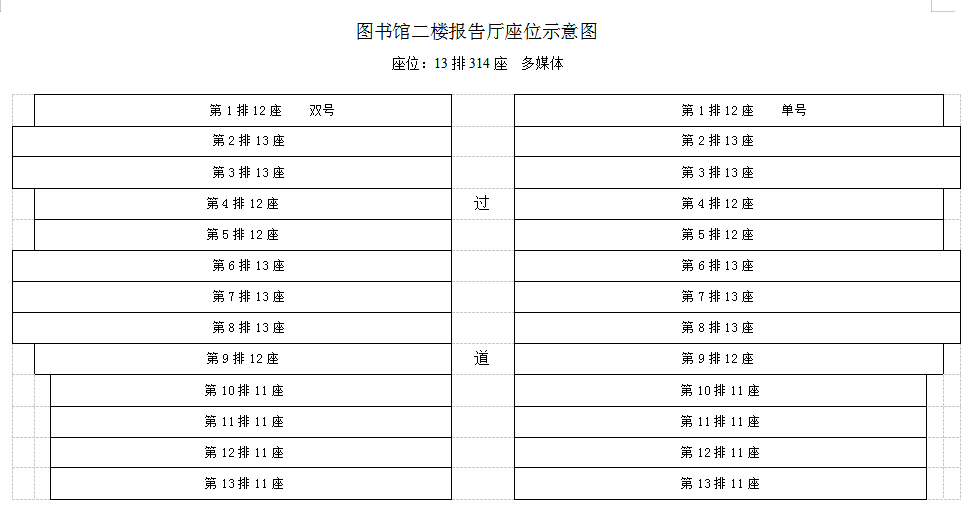 图书馆二楼报告厅座位示意图
座位：13排314座 多媒体
第1排12座 双号 第1排12座 单号
第2排13座 第2排13座
第3排13座 第3排13座
第4排12座 过 第4排12座
第5排12座 第5排12座
第6排13座 第6排13座
第7排13座 第7排13座
第8排13座 第8排13座
第9排12座 道 第9排12座
第10排11座 第10排11座
第11排11座 第11排11座
第12排11座 第12排11座
第13排11座 第13排11座